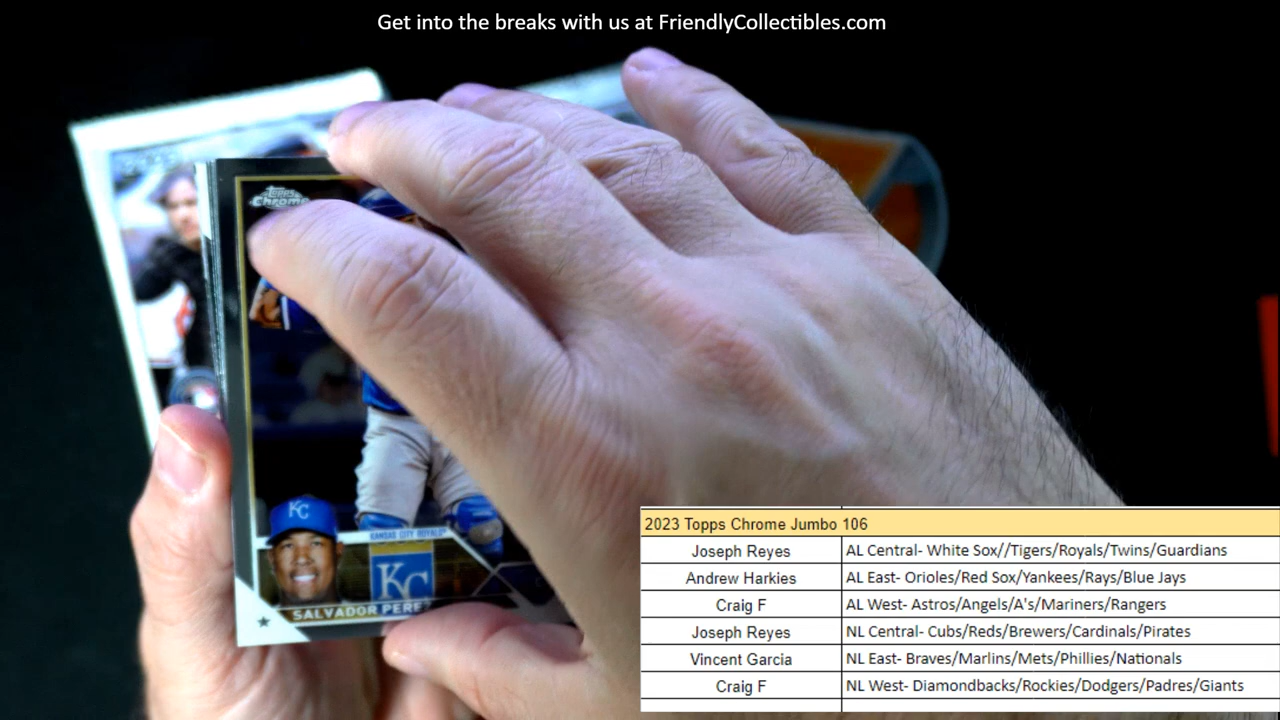 Get into the breaks with us at FriendlyCollectibles.com
Topps
Chrome
KC
KANSAS CITY ROYALS
KC
SALVADOR PERE
2023 Topps Chrome Jumbo 106
Joseph Reyes AL Central- White Sox//Tigers/Royals/Twins/Guardians
Andrew Harkies AL East- Orioles/Red Sox/Yankees/Rays/Blue Jays
Craig F AL West- Astros/Angels/A's/Mariners/Rangers
Joseph Reyes NL Central- Cubs/Reds/Brewers/Cardinals/Pirates
Vincent Garcia NL East- Braves/Marlins/Mets/Phillies/Nationals
Craig F NL West- Diamondbacks/Rockies/Dodgers/Padres/Giants